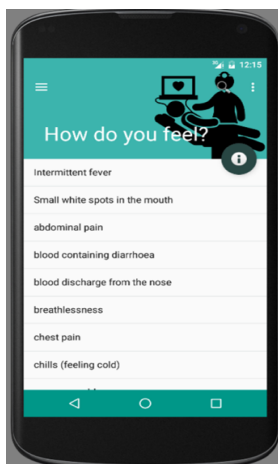 12:15
How do you feel?
Intermittent fever
Small white spots in the mouth
abdominal pain
blood containing diarrhoea
blood discharge from the nose
breathlessness
chest pain
chills (feeling cold)